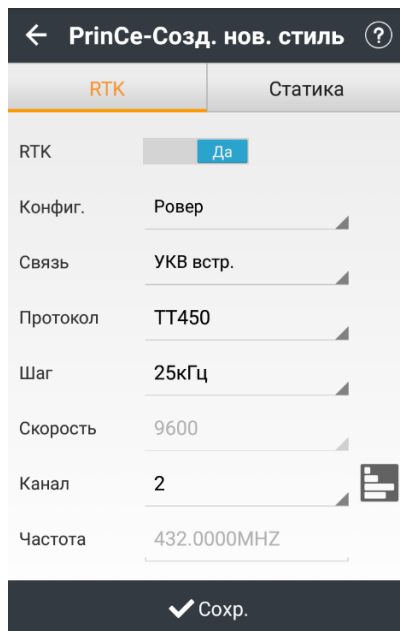 PrinCe-Созд. нов. стиль ?
RTK Статика
RTK Да
Конфиг. Ровер
Связь УКВ встр.
Протокол TT450
Шаг 25кГц
Скорость 9600
Канал 2
Частота 432.0000MHZ
Сохр.